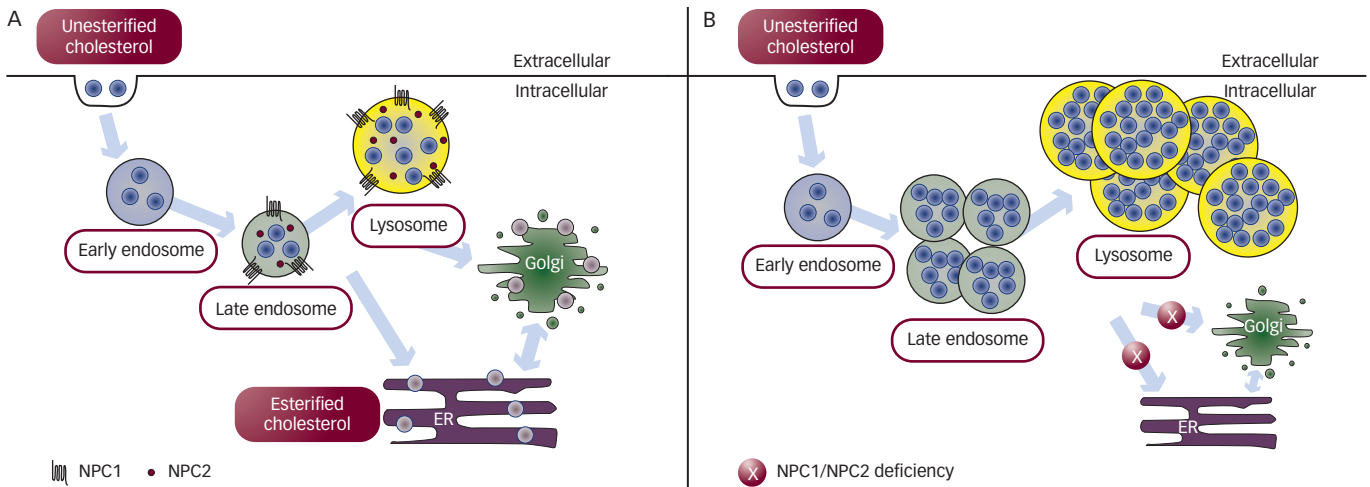 A
Unesterified
cholesterol
Extracellular
Intracellular
Early endosome
Lysosome
Late endosome
Golgi
Esterified
cholesterol
ER
NPC1
NPC2
B
Unesterified
cholesterol
Extracellular
Intracellular
Early endosome
Lysosome
Late endosome
X
Golgi
X
ER
X
NPC1/NPC2 deficiency